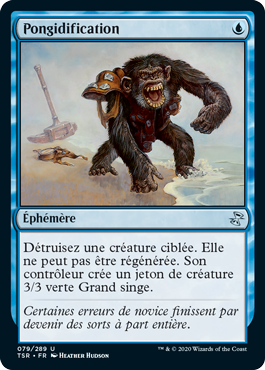 Pongidification
Éphémère
Détruisez une créature ciblée. Elle
ne peut pas être régénérée. Son
contrôleur crée un jeton de créature
3/3 verte Grand singe.
Certaines erreurs de novice finissent par
devenir des sorts à part entière.
079/289 U
TSR • FR Heather Hudson
™ & © 2020 Wizards of the Coast